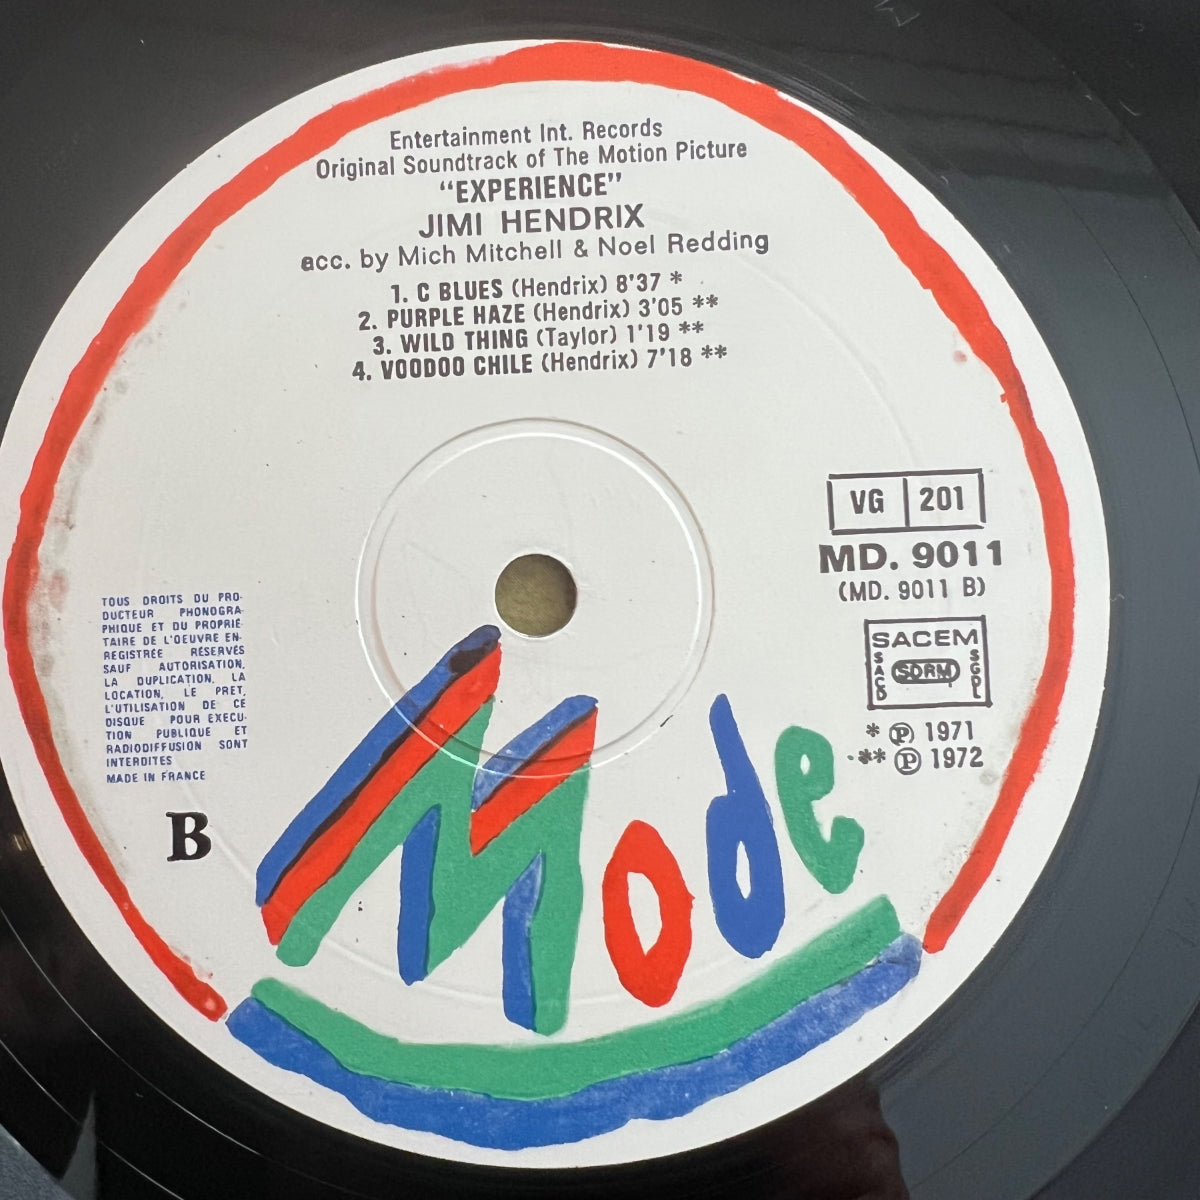 Entertainment Int. Records
Original Soundtrack of The Motion Picture
"EXPERIENCE"
JIMI HENDRIX
acc. by Mich Mitchell & Noel Redding
1. C BLUES (Hendrix) 8'37 *
2. PURPLE HAZE (Hendrix) 3'05 **
3. WILD THING (Taylor) 1'19 **
4. VOODOO CHILE (Hendrix) 7'18 **
VG 201
MD. 9011
(MD. 9011 B)
SACEM
SACD SDRM SGDL
* ℗ 1971
** ℗ 1972
TOUS DROITS DU PRO-
DUCTEUR PHONOGRA-
PHIQUE ET DU PROPRIE-
TAIRE DE L'OEUVRE EN-
REGISTREE RÉSERVÉS
SAUF AUTORISATION,
LA DUPLICATION, LA
LOCATION, LE PRET,
L'UTILISATION DE CE
DISQUE POUR EXECU-
TION PUBLIQUE ET
RADIODIFFUSION SONT
INTERDITES
MADE IN FRANCE
B
Mode